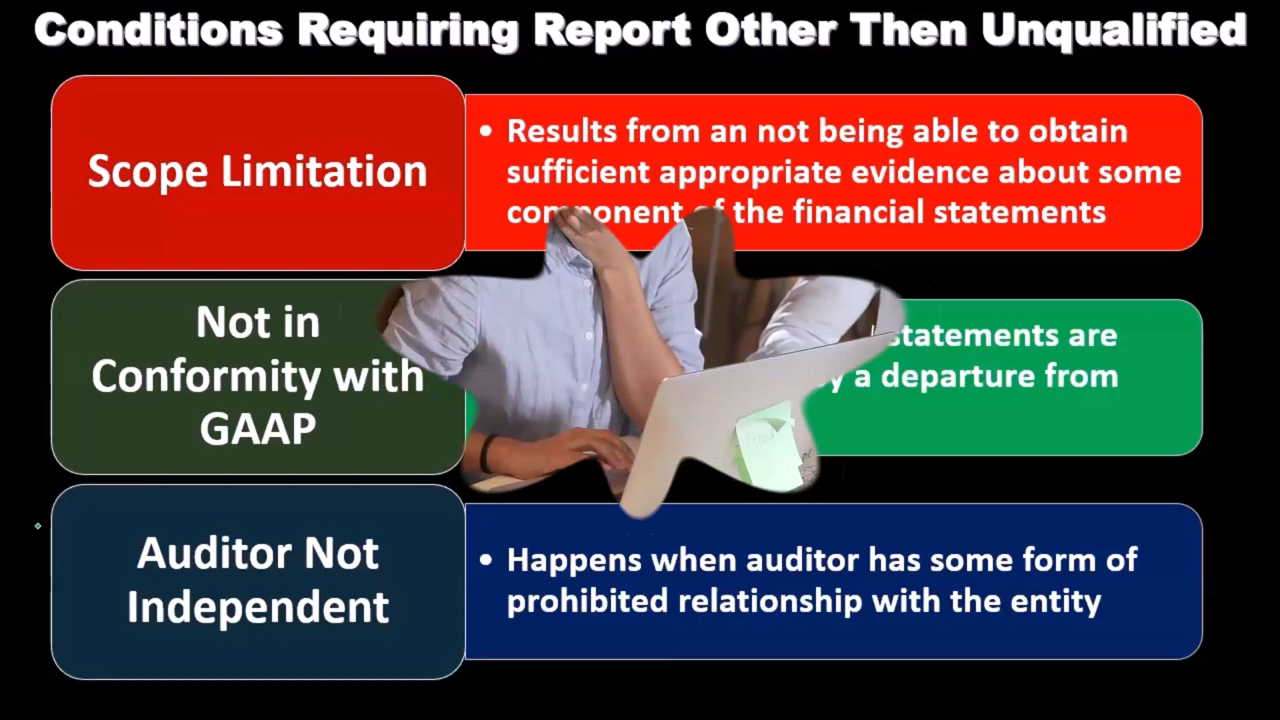 Conditions Requiring Report Other Then Unqualified
Scope Limitation
• Results from an not being able to obtain
sufficient appropriate evidence about some
component of the financial statements
Not in
Conformity with
GAAP
statements are
a departure from
Auditor Not
Independent
• Happens when auditor has some form of
prohibited relationship with the entity